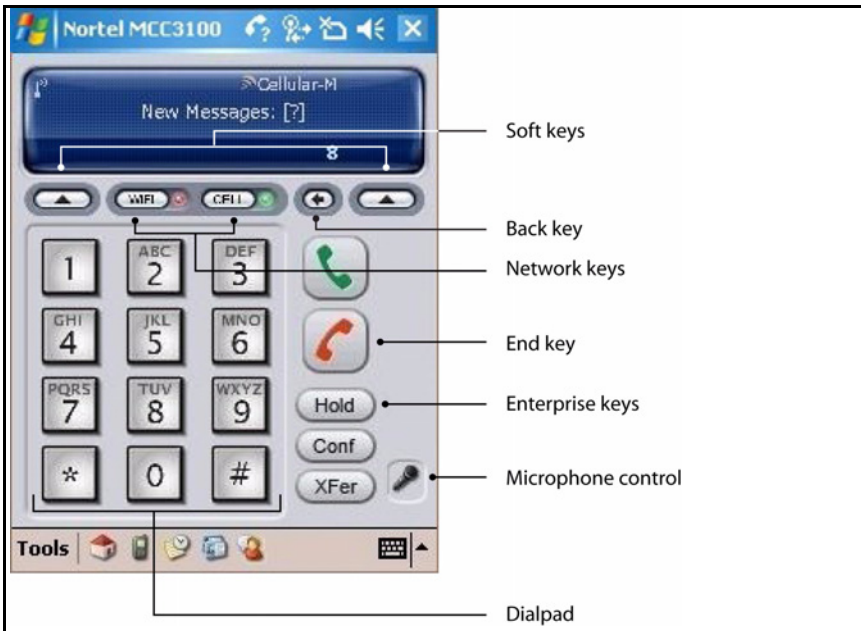 Nortel MCC3100
Cellular-M
New Messages: [?]
8
Soft keys
WIFI
CELL
Back key
Network keys
1
ABC
2
DEF
3
GHI
4
JKL
5
MNO
6
End key
PQRS
7
TUV
8
WXYZ
9
Hold
Enterprise keys
Conf
*
0
#
XFer
Microphone control
Tools
Dialpad